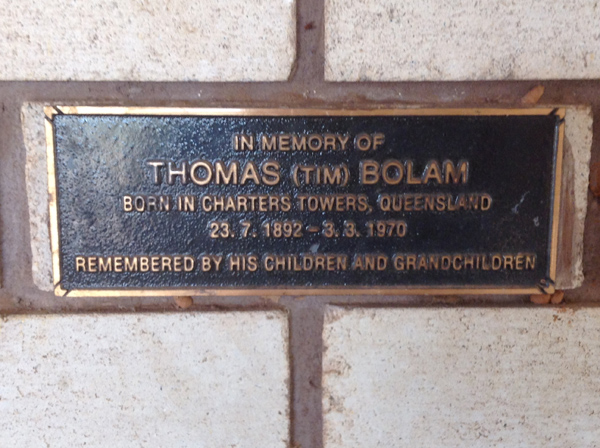 IN MEMORY OF
THOMAS (TIM) BOLAM
BORN IN CHARTERS TOWERS, QUEENSLAND
23. 7. 1892 – 3. 3. 1970
REMEMBERED BY HIS CHILDREN AND GRANDCHILDREN